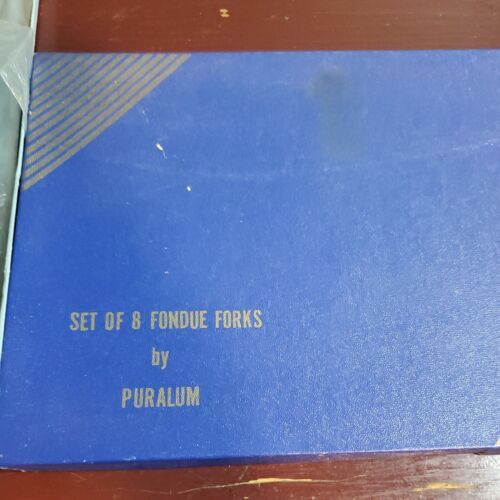 SET OF 8 FONDUE FORKS
by
PURALUM